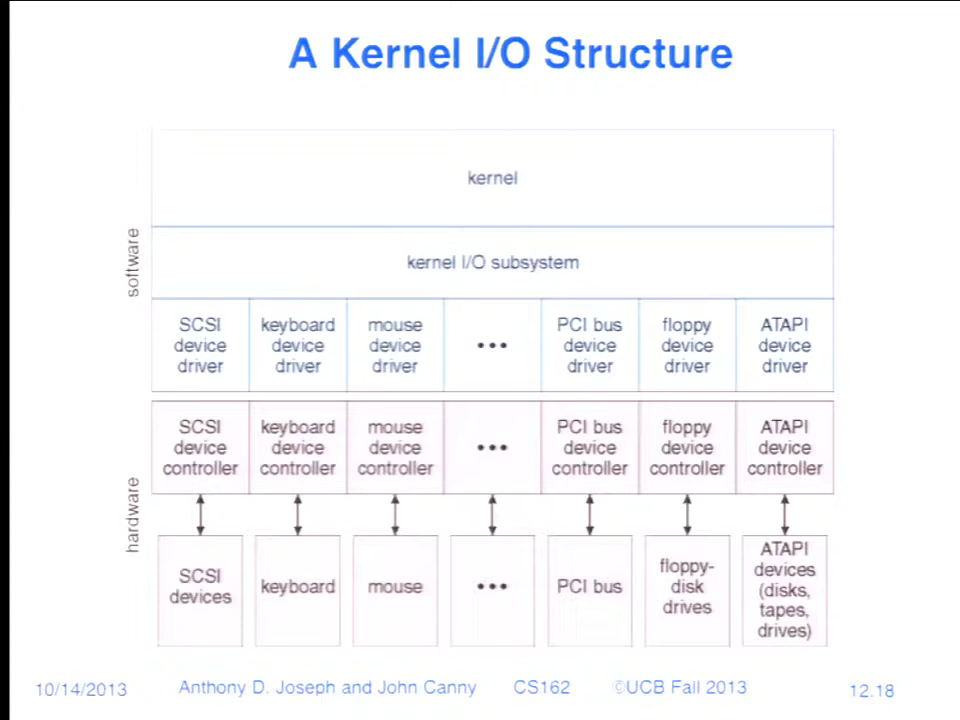 A Kernel I/O Structure
kernel
kernel I/O subsystem
software
SCSI
device
driver
keyboard
device
driver
mouse
device
driver
•••
PCI bus
device
driver
floppy
device
driver
ATAPI
device
driver
SCSI
device
controller
keyboard
device
controller
mouse
device
controller
•••
PCI bus
device
controller
floppy
device
controller
ATAPI
device
controller
hardware
SCSI
devices
keyboard
mouse
•••
PCI bus
floppy-
disk
drives
ATAPI
devices
(disks,
tapes,
drives)
10/14/2013
Anthony D. Joseph and John Canny
CS162
©UCB Fall 2013
12.18